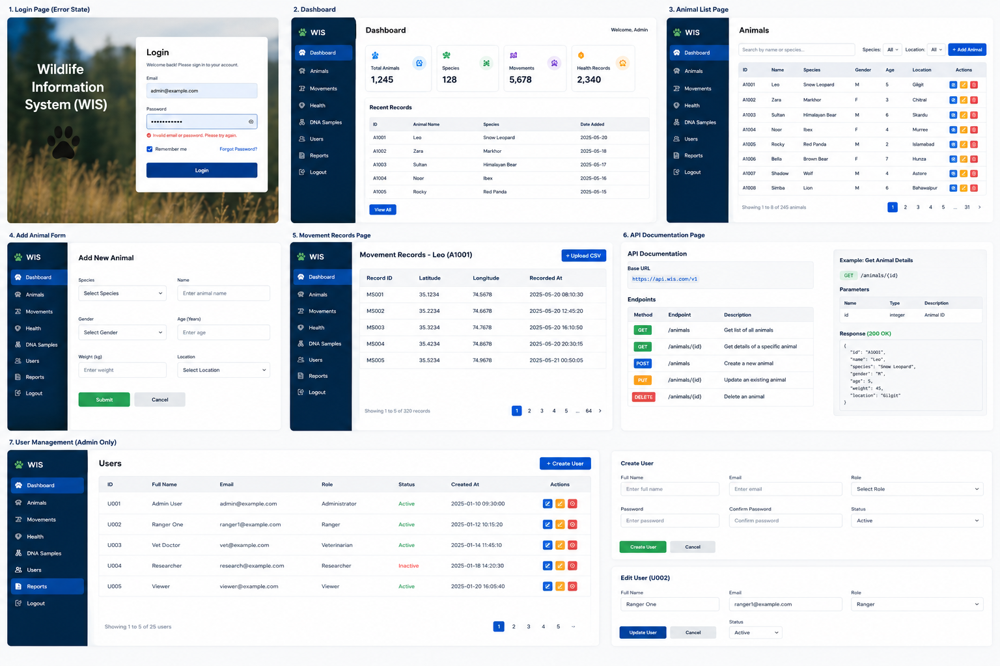 1. Login Page (Error State)
Wildlife
Information
System (WIS)
Login
Welcome back! Please sign in to your account.
Email
admin@example.com
Password
•••••••••••
Invalid email or password. Please try again.
Remember me Forgot Password?
Login
2. Dashboard
WIS
Dashboard
Animals
Movements
Health
DNA Samples
Users
Reports
Logout
Dashboard Welcome, Admin
Total Animals
1,245
Species
128
Movements
5,678
Health Records
2,340
Recent Records
ID Animal Name Species Date Added
A1001 Leo Snow Leopard 2025-05-20
A1002 Zara Markhor 2025-05-18
A1003 Sultan Himalayan Bear 2025-05-17
A1004 Noor Ibex 2025-05-16
A1005 Rocky Red Panda 2025-05-15
View All
3. Animal List Page
WIS
Dashboard
Animals
Movements
Health
DNA Samples
Users
Reports
Logout
Animals
Search by name or species... Species: All Location: All + Add Animal
ID Name Species Gender Age Location Actions
A1001 Leo Snow Leopard M 5 Gilgit
A1002 Zara Markhor F 3 Chitral
A1003 Sultan Himalayan Bear M 6 Skardu
A1004 Noor Ibex F 4 Murree
A1005 Rocky Red Panda M 2 Islamabad
A1006 Bella Brown Bear F 7 Hunza
A1007 Shadow Wolf M 4 Astore
A1008 Simba Lion M 6 Bahawalpur
Showing 1 to 8 of 245 animals 1 2 3 4 5 ... 31 >
4. Add Animal Form
WIS
Dashboard
Animals
Movements
Health
DNA Samples
Users
Reports
Logout
Add New Animal
Species Name
Select Species Enter animal name
Gender Age (Years)
Select Gender Enter age
Weight (kg) Location
Enter weight Select Location
Submit Cancel
5. Movement Records Page
WIS
Dashboard
Animals
Movements
Health
DNA Samples
Users
Reports
Logout
Movement Records - Leo (A1001) + Upload CSV
Record ID Latitude Longitude Recorded At
MS001 35.1234 74.5678 2025-05-20 08:10:30
MS002 35.2234 74.6678 2025-05-20 12:45:20
MS003 35.3234 74.7678 2025-05-20 16:10:50
MS004 35.4234 74.8678 2025-05-20 20:30:15
MS005 35.5234 74.9678 2025-05-21 00:50:05
Showing 1 to 5 of 320 records 1 2 3 4 5 ... 64 >
6. API Documentation Page
API Documentation
Base URL
https://api.wis.com/v1
Endpoints
Method Endpoint Description
GET /animals Get list of all animals
GET /animals/{id} Get details of a specific animal
POST /animals Create a new animal
PUT /animals/{id} Update an existing animal
DELETE /animals/{id} Delete an animal
Example: Get Animal Details
GET /animals/{id}
Parameters
Name Type Description
id integer Animal ID
Response (200 OK)
{
"id": "A1001",
"name": "Leo",
"species": "Snow Leopard",
"gender": "M",
"age": 5,
"weight": 45,
"location": "Gilgit"
}
7. User Management (Admin Only)
WIS
Dashboard
Animals
Movements
Health
DNA Samples
Users
Reports
Logout
Users + Create User
ID Full Name Email Role Status Created At Actions
U001 Admin User admin@example.com Administrator Active 2025-01-10 09:30:00
U002 Ranger One ranger1@example.com Ranger Active 2025-01-12 10:15:20
U003 Vet Doctor vet@example.com Veterinarian Active 2025-01-14 11:45:10
U004 Researcher research@example.com Researcher Inactive 2025-01-18 14:20:30
U005 Viewer viewer@example.com Viewer Active 2025-01-20 16:05:40
Showing 1 to 5 of 25 users 1 2 3 4 5 →
Create User
Full Name Email Role
Enter full name Enter email Select Role
Password Confirm Password Status
Enter password Confirm password Active
Create User Cancel
Edit User (U002)
Full Name Email Role
Ranger One ranger1@example.com Ranger
Status
Update User Cancel Active